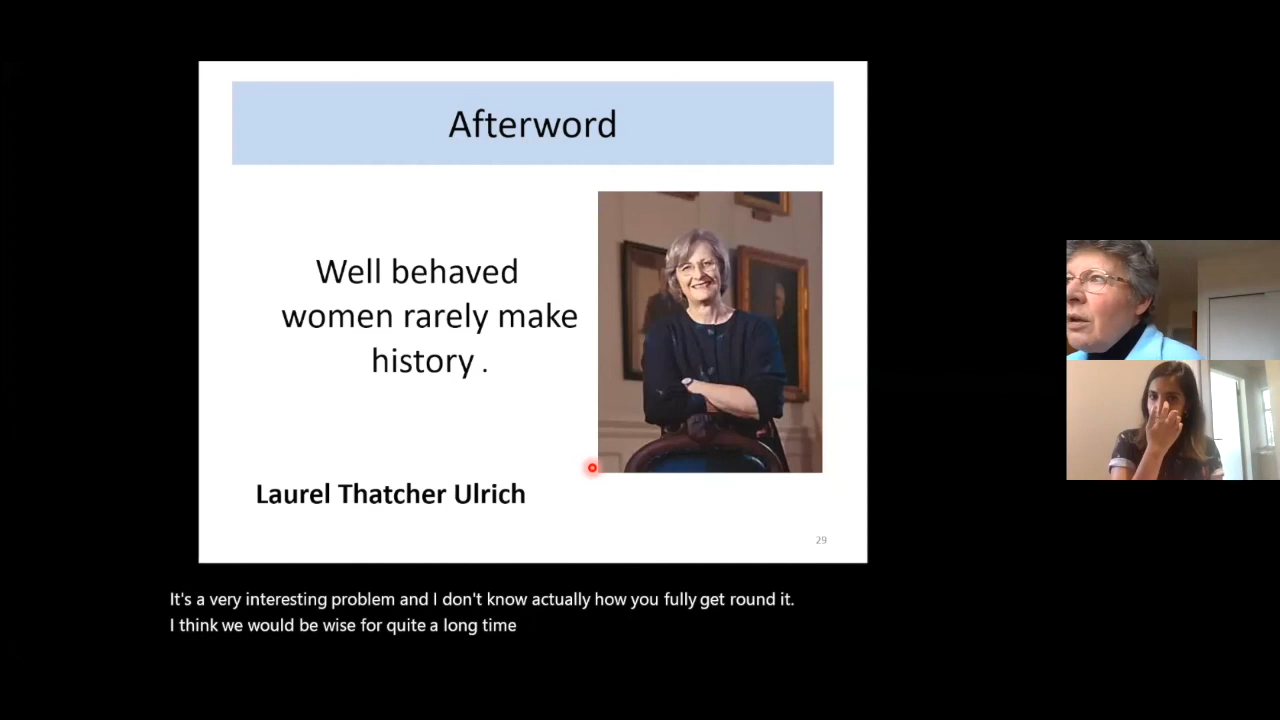 Afterword
Well behaved
women rarely make
history .
Laurel Thatcher Ulrich
29
It's a very interesting problem and I don't know actually how you fully get round it.
I think we would be wise for quite a long time